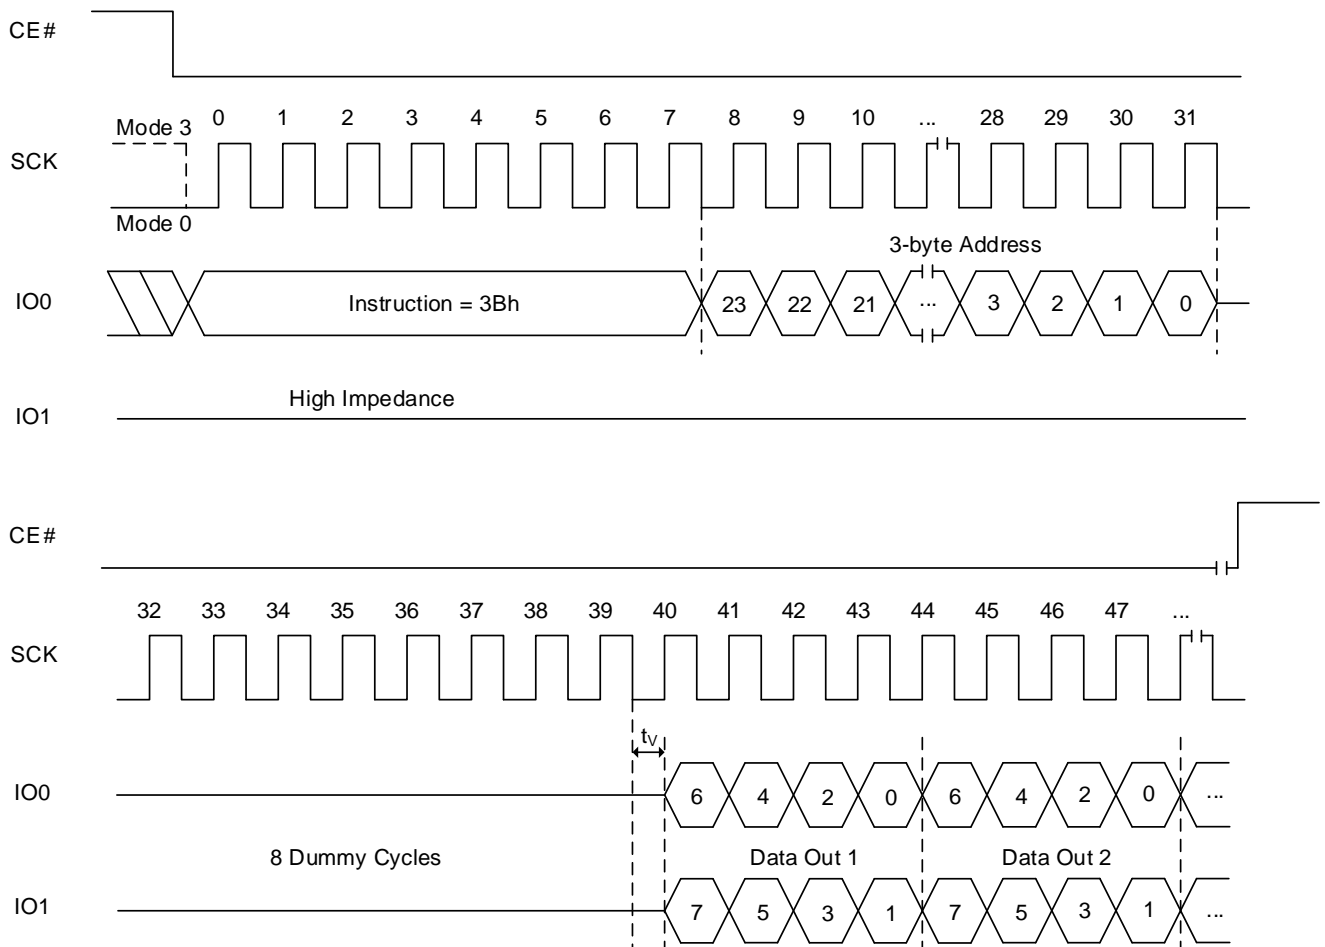 CE#
Mode 3 0 1 2 3 4 5 6 7 8 9 10 ... 28 29 30 31
SCK
Mode 0
3-byte Address
IO0 Instruction = 3Bh 23 22 21 ... 3 2 1 0
High Impedance
IO1
CE#
32 33 34 35 36 37 38 39 40 41 42 43 44 45 46 47 ...
SCK
tV
IO0 6 4 2 0 6 4 2 0 ...
8 Dummy Cycles Data Out 1 Data Out 2
IO1 7 5 3 1 7 5 3 1 ...